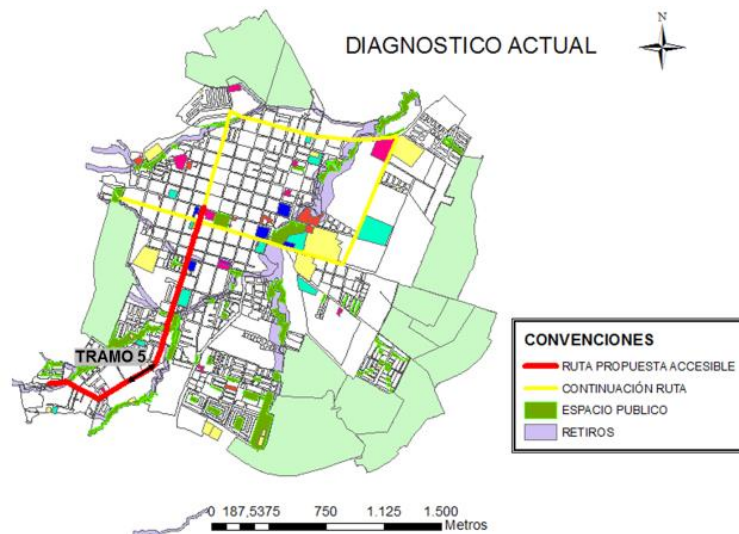 DIAGNOSTICO ACTUAL
N
TRAMO 5
CONVENCIONES
RUTA PROPUESTA ACCESIBLE
CONTINUACIÓN RUTA
ESPACIO PUBLICO
RETIROS
0 187,5375 750 1.125 1.500
Metros